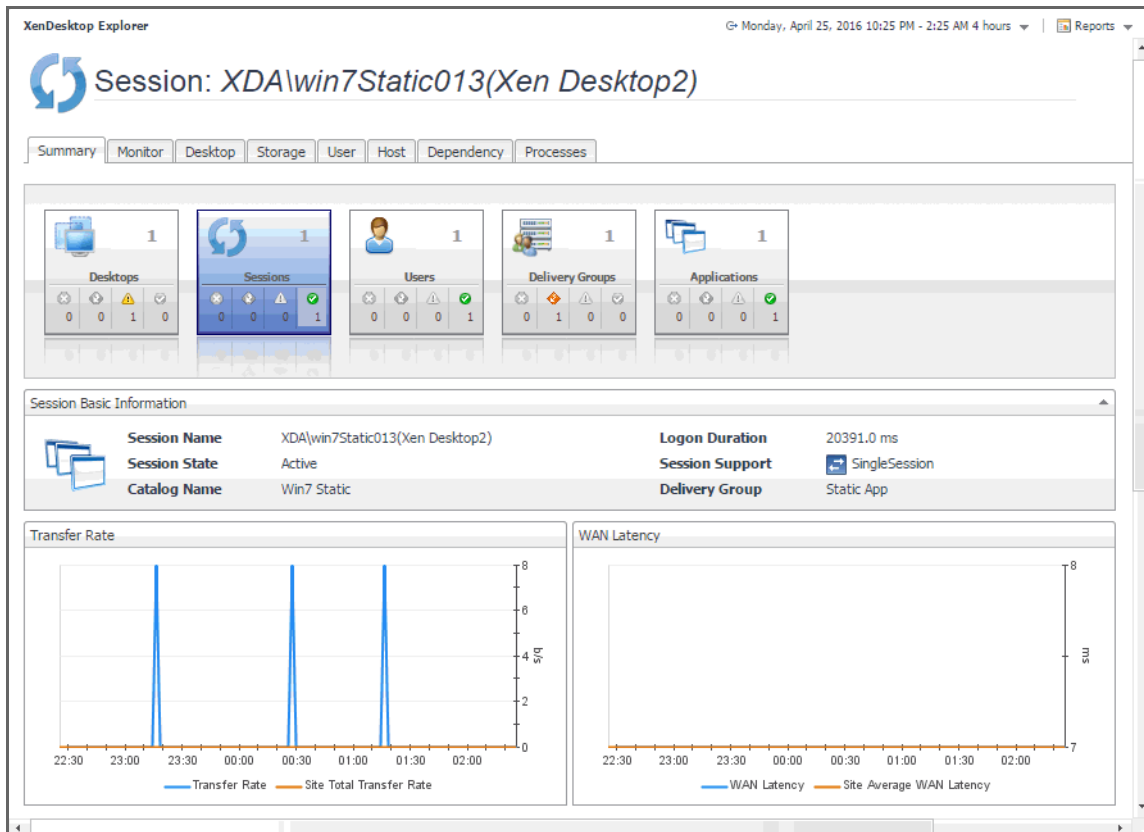 XenDesktop Explorer Monday, April 25, 2016 10:25 PM - 2:25 AM 4 hours Reports
Session: XDA\win7Static013(Xen Desktop2)
Summary Monitor Desktop Storage User Host Dependency Processes
1 1 1 1 1
Desktops Sessions Users Delivery Groups Applications
0 0 1 0 0 0 0 1 0 0 0 1 0 1 0 0 0 0 0 1
Session Basic Information
Session Name XDA\win7Static013(Xen Desktop2) Logon Duration 20391.0 ms
Session State Active Session Support SingleSession
Catalog Name Win7 Static Delivery Group Static App
Transfer Rate WAN Latency
8 8
6
4 b/s ms
2
0 7
22:30 23:00 23:30 00:00 00:30 01:00 01:30 02:00 22:30 23:00 23:30 00:00 00:30 01:00 01:30 02:00
Transfer Rate Site Total Transfer Rate WAN Latency Site Average WAN Latency